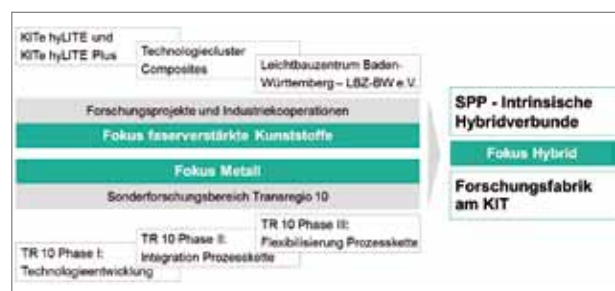 KITe hyLITE und
KITe hyLITE Plus
Technologiecluster
Composites
Leichtbauzentrum Baden-
Württemberg – LBZ-BW e.V.
Forschungsprojekte und Industriekooperationen
Fokus faserverstärkte Kunststoffe
Fokus Metall
Sonderforschungsbereich Transregio 10
TR 10 Phase I:
Technologieentwicklung
TR 10 Phase II:
Integration Prozesskette
TR 10 Phase III:
Flexibilisierung Prozesskette
SPP - Intrinsische
Hybridverbunde
Fokus Hybrid
Forschungsfabrik
am KIT